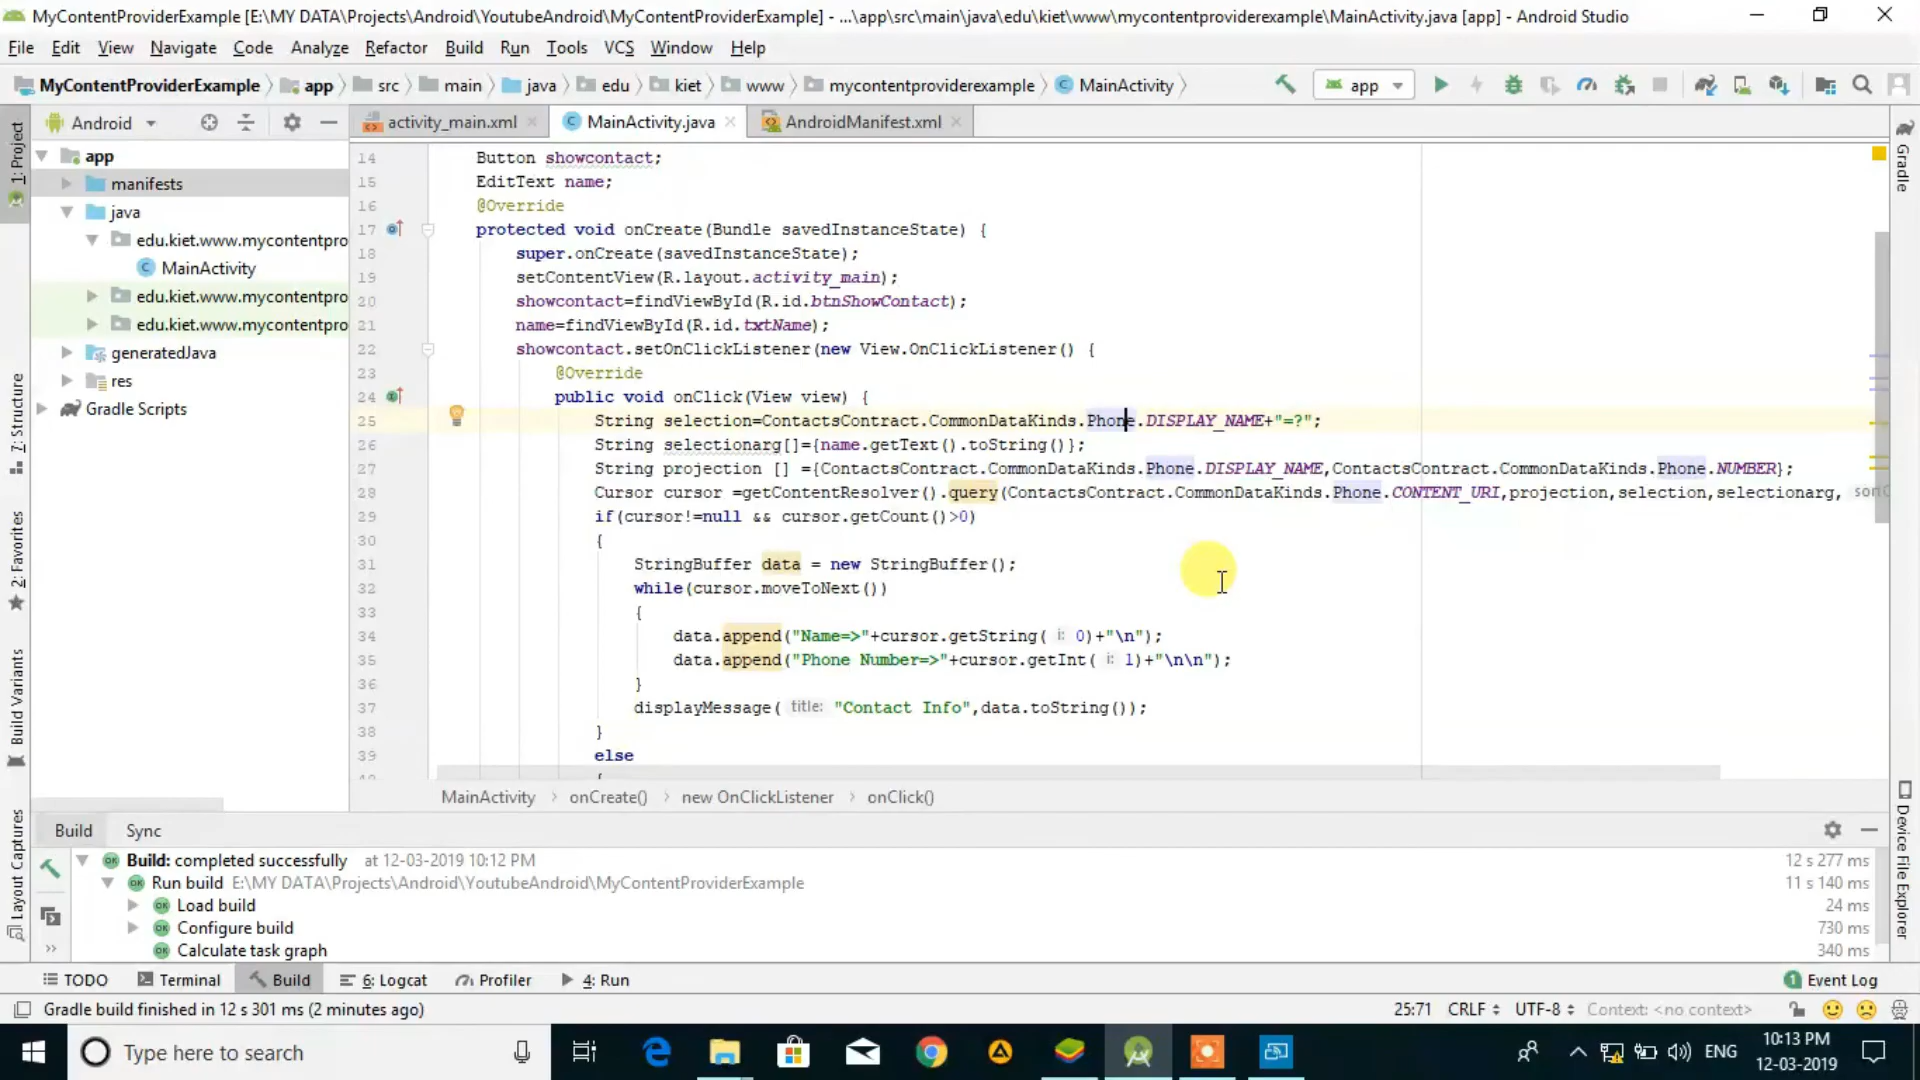 MyContentProviderExample [E:\MY DATA\Projects\Android\YoutubeAndroid\MyContentProviderExample] - ...\app\src\main\java\edu\kiet\www\mycontentproviderexample\MainActivity.java [app] - Android Studio
File Edit View Navigate Code Analyze Refactor Build Run Tools VCS Window Help
MyContentProviderExample app src main java edu kiet www mycontentproviderexample MainActivity app
Android activity_main.xml MainActivity.java AndroidManifest.xml
1: Project
7: Structure
2: Favorites
Build Variants
Layout Captures
app
manifests
java
edu.kiet.www.mycontentpro
MainActivity
edu.kiet.www.mycontentpro
edu.kiet.www.mycontentpro
generatedJava
res
Gradle Scripts
14 Button showcontact;
15 EditText name;
16 @Override
17 protected void onCreate(Bundle savedInstanceState) {
18 super.onCreate(savedInstanceState);
19 setContentView(R.layout.activity_main);
20 showcontact=findViewById(R.id.btnShowContact);
21 name=findViewById(R.id.txtName);
22 showcontact.setOnClickListener(new View.OnClickListener() {
23 @Override
24 public void onClick(View view) {
25 String selection=ContactsContract.CommonDataKinds.Phone.DISPLAY_NAME+"=?";
26 String selectionarg[]={name.getText().toString()};
27 String projection [] ={ContactsContract.CommonDataKinds.Phone.DISPLAY_NAME,ContactsContract.CommonDataKinds.Phone.NUMBER};
28 Cursor cursor =getContentResolver().query(ContactsContract.CommonDataKinds.Phone.CONTENT_URI,projection,selection,selectionarg,
29 if(cursor!=null && cursor.getCount()>0)
30 {
31 StringBuffer data = new StringBuffer();
32 while(cursor.moveToNext())
33 {
34 data.append("Name=>"+cursor.getString( i: 0)+"\n");
35 data.append("Phone Number=>"+cursor.getInt( i: 1)+"\n\n");
36 }
37 displayMessage( title: "Contact Info",data.toString());
38 }
39 else
{
Gradle
Device File Explorer
MainActivity onCreate() new OnClickListener onClick()
Build Sync
Build: completed successfully at 12-03-2019 10:12 PM 12 s 277 ms
Run build E:\MY DATA\Projects\Android\YoutubeAndroid\MyContentProviderExample 11 s 140 ms
Load build 24 ms
Configure build 730 ms
Calculate task graph 340 ms
TODO Terminal Build 6: Logcat Profiler 4: Run 1 Event Log
Gradle build finished in 12 s 301 ms (2 minutes ago) 25:71 CRLF UTF-8 Context: <no context>
Type here to search ENG 10:13 PM
12-03-2019